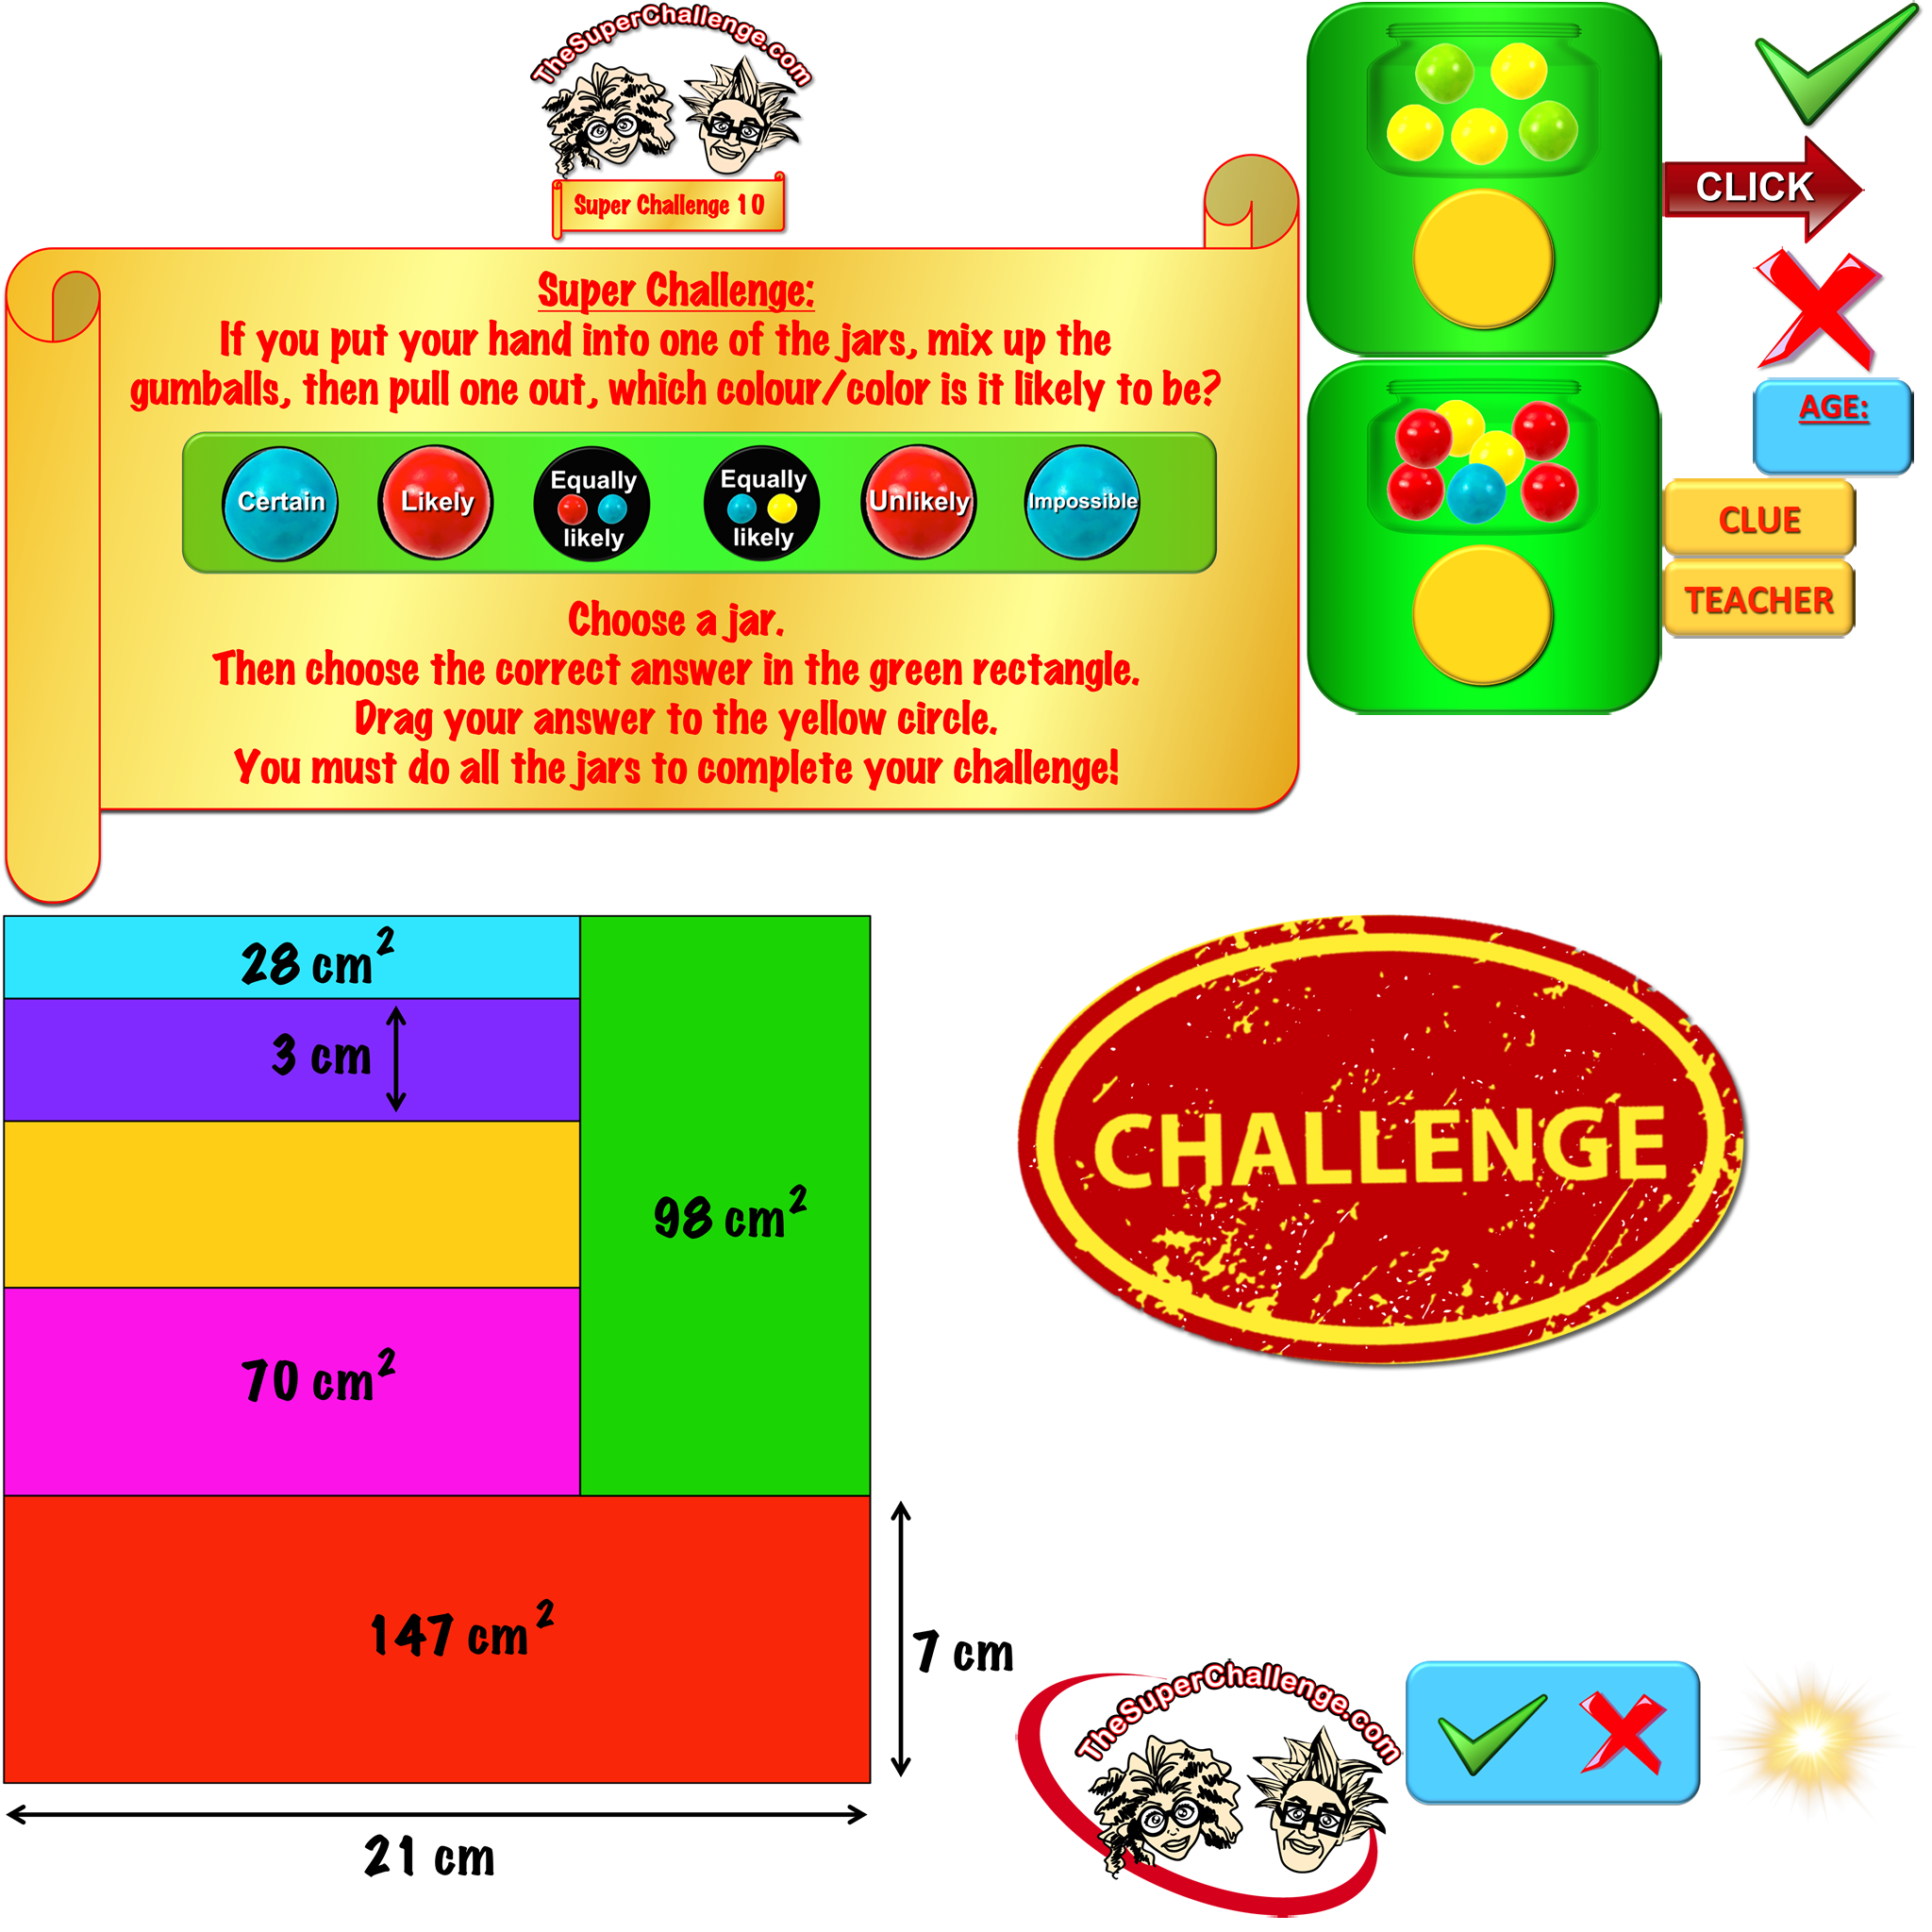 TheSuperChallenge.com
Super Challenge 10
Super Challenge:
If you put your hand into one of the jars, mix up the
gumballs, then pull one out, which colour/color is it likely to be?
Certain
Likely
Equally
likely
Equally
likely
Unlikely
Impossible
Choose a jar.
Then choose the correct answer in the green rectangle.
Drag your answer to the yellow circle.
You must do all the jars to complete your challenge!
CLICK
AGE:
CLUE
TEACHER
28 cm²
3 cm
98 cm²
70 cm²
147 cm²
7 cm
21 cm
CHALLENGE
TheSuperChallenge.com